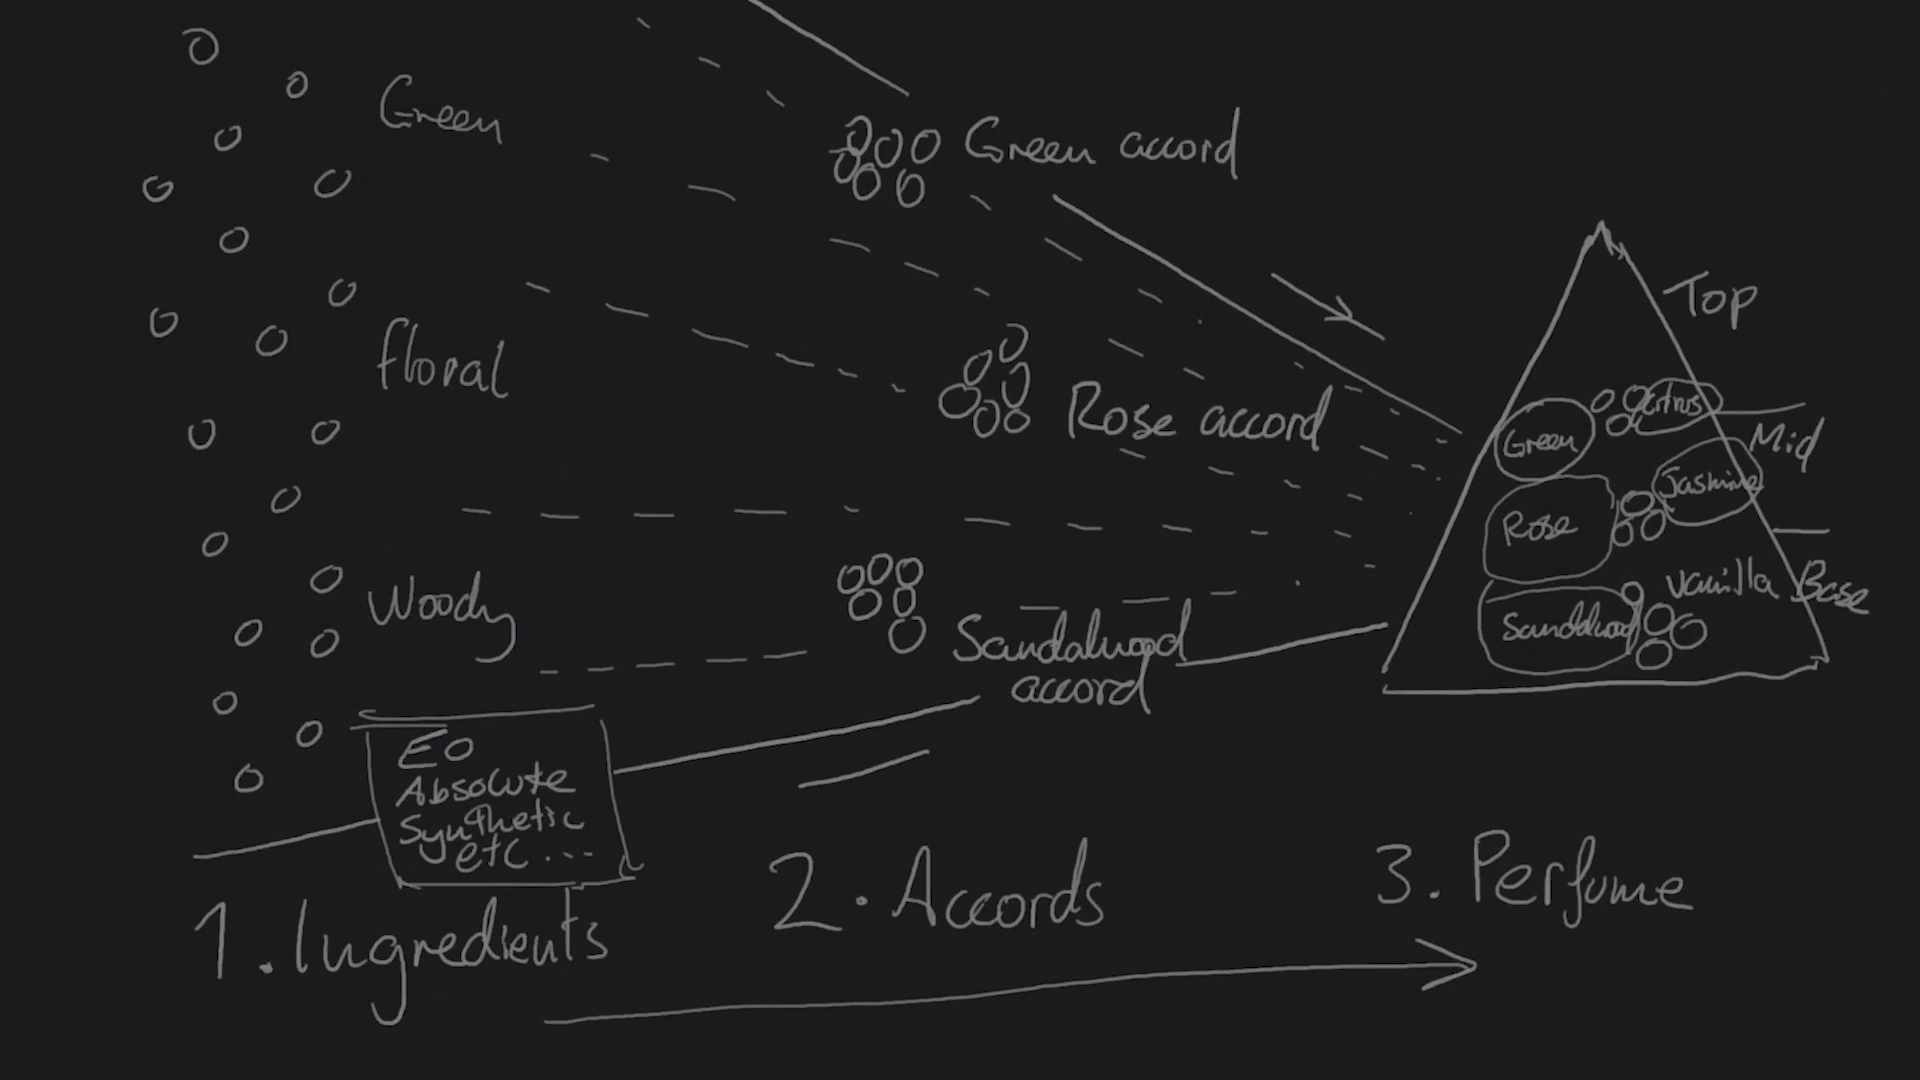 Green
Floral
Woody
EO
Absolute
Synthetic
etc...
1. Ingredients
Green accord
Rose accord
Sandalwood
accord
2. Accords
Top
Mid
Base
Green
Citrus
Rose
Jasmine
Sandalwood
Vanilla
3. Perfume